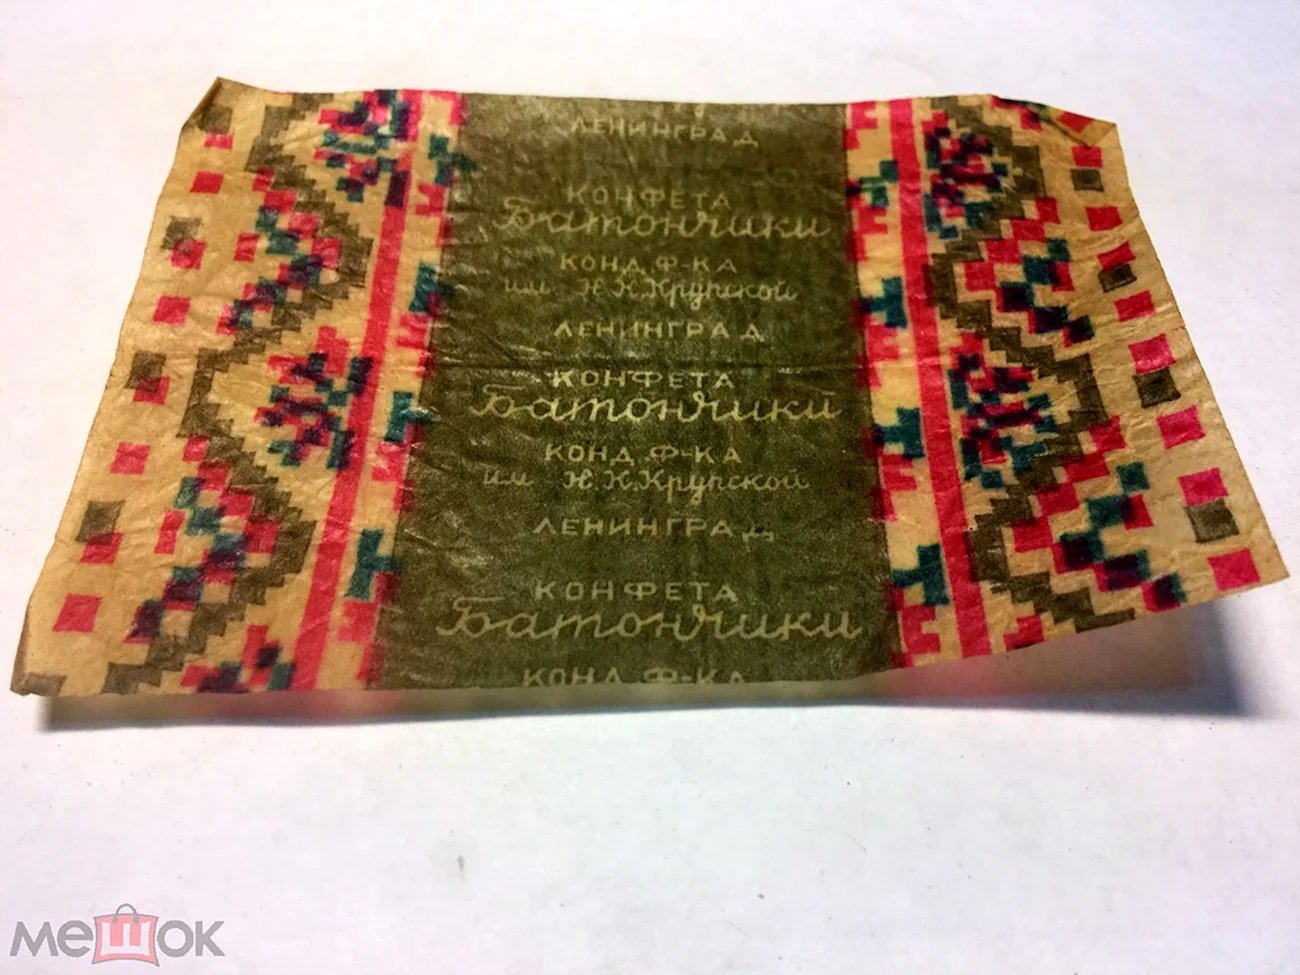 ЛЕНИНГРАД
КОНФЕТА
Батончики
КОНД. Ф-КА
им. Н.К.Крупской
ЛЕНИНГРАД
КОНФЕТА
Батончики
КОНД. Ф-КА
им. Н.К.Крупской
ЛЕНИНГРАД
КОНФЕТА
Батончики
КОНД. Ф-КА
мешок